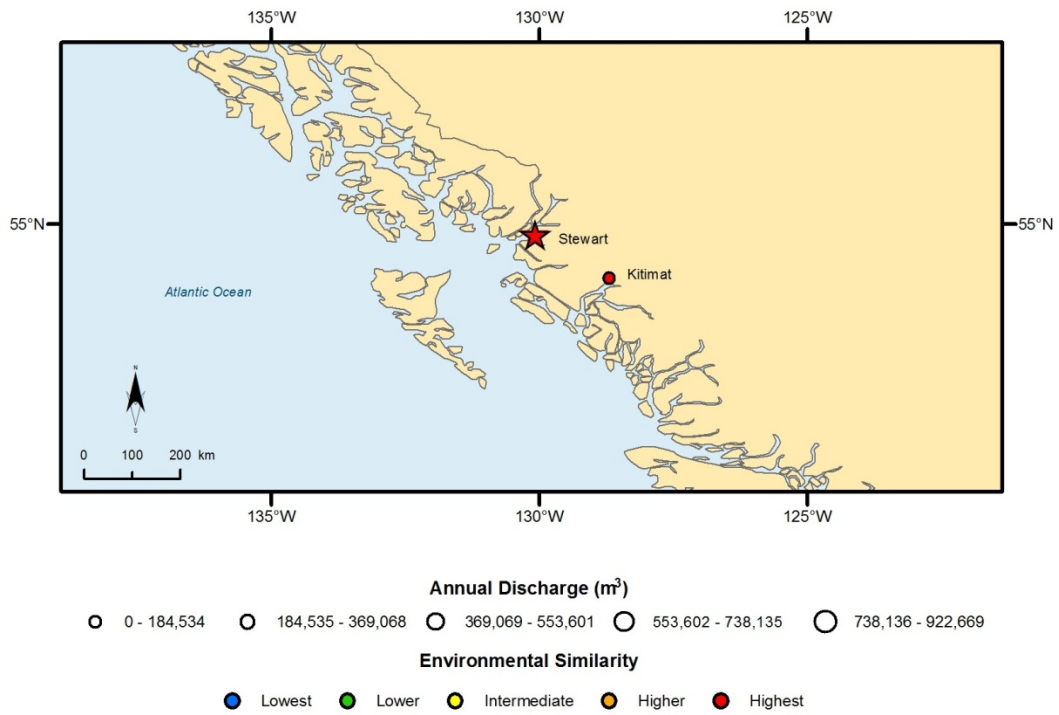 135°W 130°W 125°W
55°N 55°N
Stewart
Kitimat
Atlantic Ocean
N
S
0 100 200 km
135°W 130°W 125°W
Annual Discharge (m³)
0 - 184,534 184,535 - 369,068 369,069 - 553,601 553,602 - 738,135 738,136 - 922,669
Environmental Similarity
Lowest Lower Intermediate Higher Highest